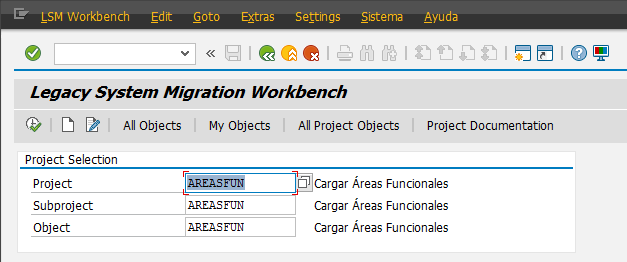 LSM Workbench Edit Goto Extras Settings Sistema Ayuda
Legacy System Migration Workbench
All Objects My Objects All Project Objects Project Documentation
Project Selection
Project AREASFUN Cargar Áreas Funcionales
Subproject AREASFUN Cargar Áreas Funcionales
Object AREASFUN Cargar Áreas Funcionales